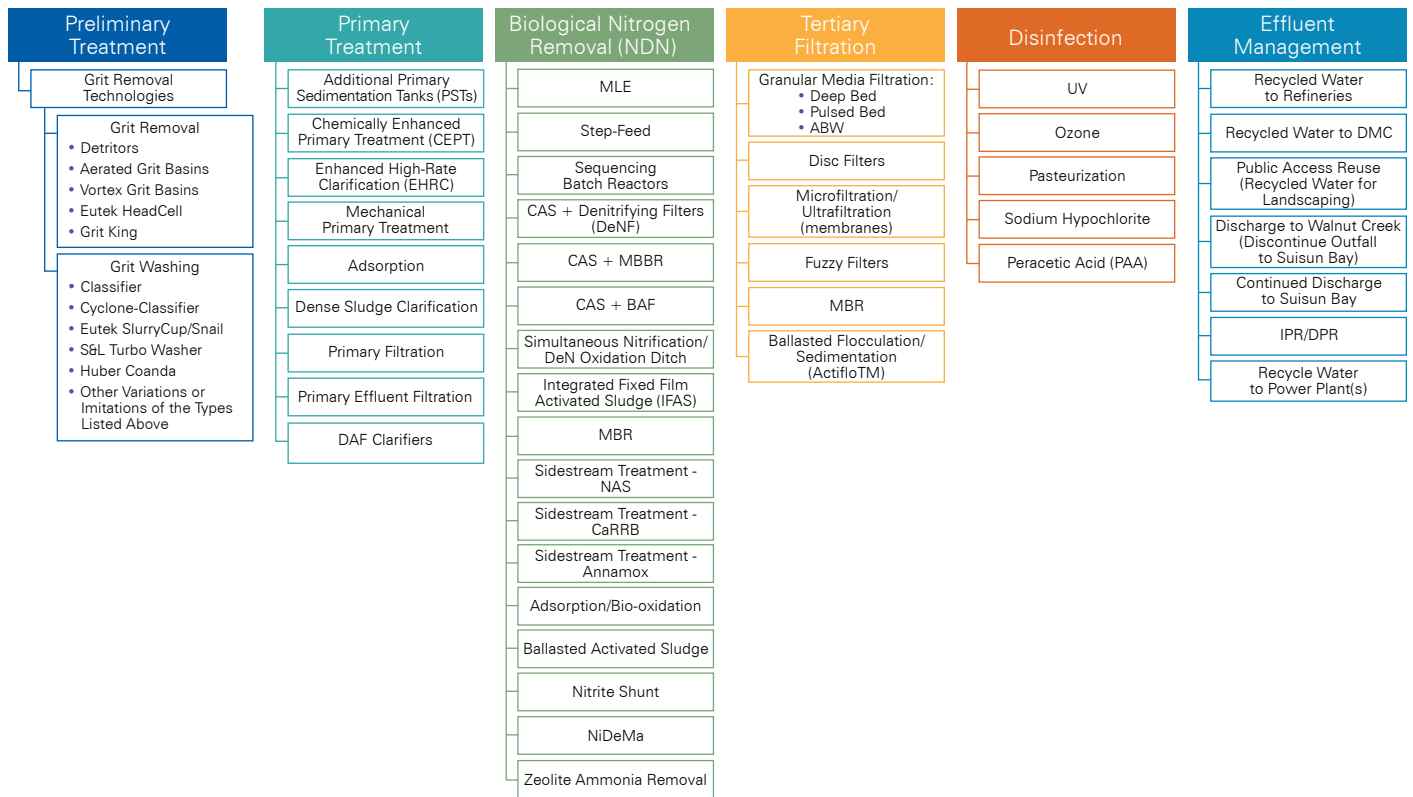 Preliminary
Treatment
Grit Removal
Technologies
Grit Removal
• Detritors
• Aerated Grit Basins
• Vortex Grit Basins
• Eutek HeadCell
• Grit King
Grit Washing
• Classifier
• Cyclone-Classifier
• Eutek SlurryCup/Snail
• S&L Turbo Washer
• Huber Coanda
• Other Variations or
Imitations of the Types
Listed Above
Primary
Treatment
Additional Primary
Sedimentation Tanks (PSTs)
Chemically Enhanced
Primary Treatment (CEPT)
Enhanced High-Rate
Clarification (EHRC)
Mechanical
Primary Treatment
Adsorption
Dense Sludge Clarification
Primary Filtration
Primary Effluent Filtration
DAF Clarifiers
Biological Nitrogen
Removal (NDN)
MLE
Step-Feed
Sequencing
Batch Reactors
CAS + Denitrifying Filters
(DeNF)
CAS + MBBR
CAS + BAF
Simultaneous Nitrification/
DeN Oxidation Ditch
Integrated Fixed Film
Activated Sludge (IFAS)
MBR
Sidestream Treatment -
NAS
Sidestream Treatment -
CaRRB
Sidestream Treatment -
Annamox
Adsorption/Bio-oxidation
Ballasted Activated Sludge
Nitrite Shunt
NiDeMa
Zeolite Ammonia Removal
Tertiary
Filtration
Granular Media Filtration:
• Deep Bed
• Pulsed Bed
• ABW
Disc Filters
Microfiltration/
Ultrafiltration
(membranes)
Fuzzy Filters
MBR
Ballasted Flocculation/
Sedimentation
(ActifloTM)
Disinfection
UV
Ozone
Pasteurization
Sodium Hypochlorite
Peracetic Acid (PAA)
Effluent
Management
Recycled Water
to Refineries
Recycled Water to DMC
Public Access Reuse
(Recycled Water for
Landscaping)
Discharge to Walnut Creek
(Discontinue Outfall
to Suisun Bay)
Continued Discharge
to Suisun Bay
IPR/DPR
Recycle Water
to Power Plant(s)